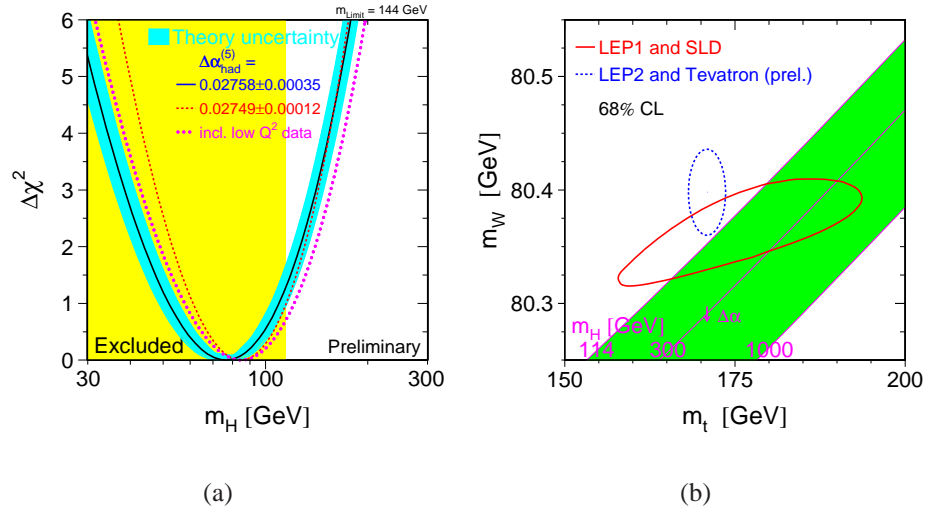 m_Limit = 144 GeV
6
5
4
3
2
1
0
Δχ²
Theory uncertainty
Δα_had^(5) =
0.02758±0.00035
0.02749±0.00012
incl. low Q² data
Excluded
Preliminary
30
100
300
m_H [GeV]
(a)
80.5
80.4
80.3
m_W [GeV]
LEP1 and SLD
LEP2 and Tevatron (prel.)
68% CL
Δα
m_H [GeV]
114
300
1000
150
175
200
m_t [GeV]
(b)